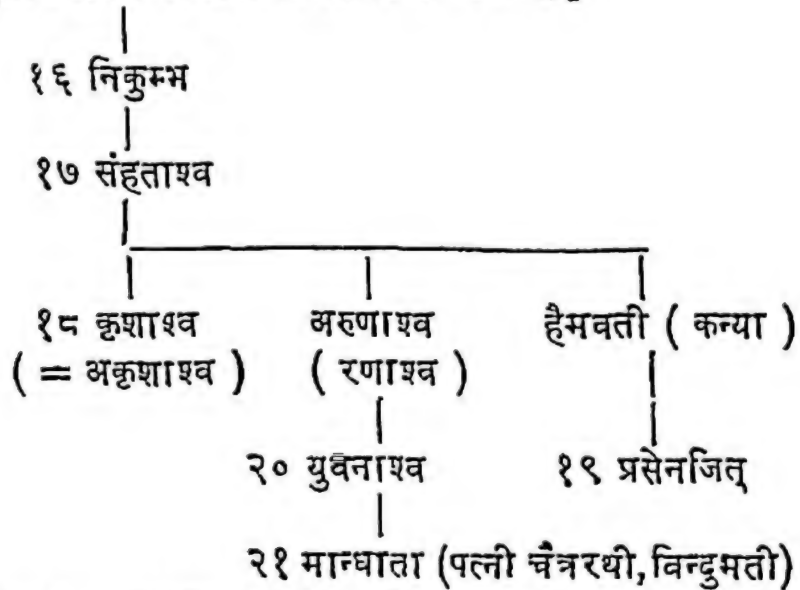 १६ निकुम्भ
१७ संहताश्व
१८ कृशाश्व अरुणाश्व हैमवती ( कन्या )
( = अकृशाश्व ) ( रणाश्व )
२० युवनाश्व १९ प्रसेनजित्
२१ मान्धाता (पत्नी चैत्ररथी, विन्दुमती)